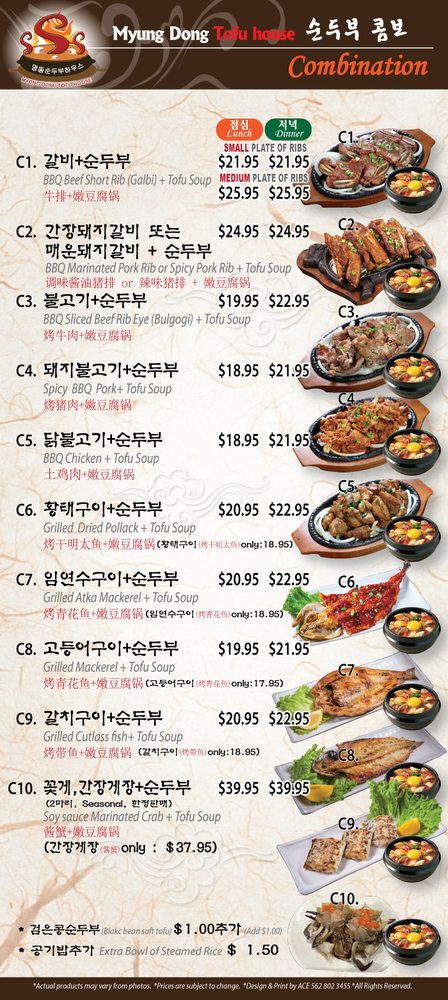 명동순두부하우스
MYUNG DONG TOFU HOUSE
Myung Dong Tofu house 순두부 콤보
Combination
점심 Lunch 저녁 Dinner
SMALL PLATE OF RIBS
C1. 갈비+순두부 $21.95 $21.95
BBQ Beef Short Rib (Galbi) + Tofu Soup MEDIUM PLATE OF RIBS
牛排+嫩豆腐锅 $25.95 $25.95
C1.
C2. 간장돼지갈비 또는 $24.95 $24.95
매운돼지갈비 + 순두부
BBQ Marinated Pork Rib or Spicy Pork Rib + Tofu Soup
调味酱油猪排 or 辣味猪排 + 嫩豆腐锅
C2.
C3. 불고기+순두부 $19.95 $22.95
BBQ Sliced Beef Rib Eye (Bulgogi) + Tofu Soup
烤牛肉+嫩豆腐锅
C3.
C4. 돼지불고기+순두부 $18.95 $21.95
Spicy BBQ Pork+ Tofu Soup
烤猪肉+嫩豆腐锅
C4.
C5. 닭불고기+순두부 $18.95 $21.95
BBQ Chicken + Tofu Soup
土鸡肉+嫩豆腐锅
C5.
C6. 황태구이+순두부 $20.95 $22.95
Grilled Dried Pollack + Tofu Soup
烤干明太鱼+嫩豆腐锅 (황태구이(烤干明太鱼)only:18.95)
C6.
C7. 임연수구이+순두부 $20.95 $22.95
Grilled Atka Mackerel + Tofu Soup
烤青花鱼+嫩豆腐锅 (임연수구이(烤青花鱼)only:18.95)
C7.
C8. 고등어구이+순두부 $19.95 $21.95
Grilled Mackerel + Tofu Soup
烤青花鱼+嫩豆腐锅 (고등어구이(烤青花鱼)only:17.95)
C8.
C9. 갈치구이+순두부 $20.95 $22.95
Grilled Cutlass fish+ Tofu Soup
烤带鱼+嫩豆腐锅 (갈치구이(烤带鱼)only:18.95)
C9.
C10. 꽃게,간장게장+순두부 $39.95 $39.95
(2마리, Seasonal, 한정판매)
Soy sauce Marinated Crab + Tofu Soup
酱蟹+嫩豆腐锅
(간장게장(酱蟹)only : $37.95)
C10.
* 검은콩순두부(Blakc bean saft tofu) $1.00추가 (Add $1.00)
* 공기밥추가 Extra Bowl of Steamed Rice $ 1.50
*Actual products may vary from photos. *Prices are subject to change. *Design & Print by ACE 562 802 3455 *All Rights Reserved.